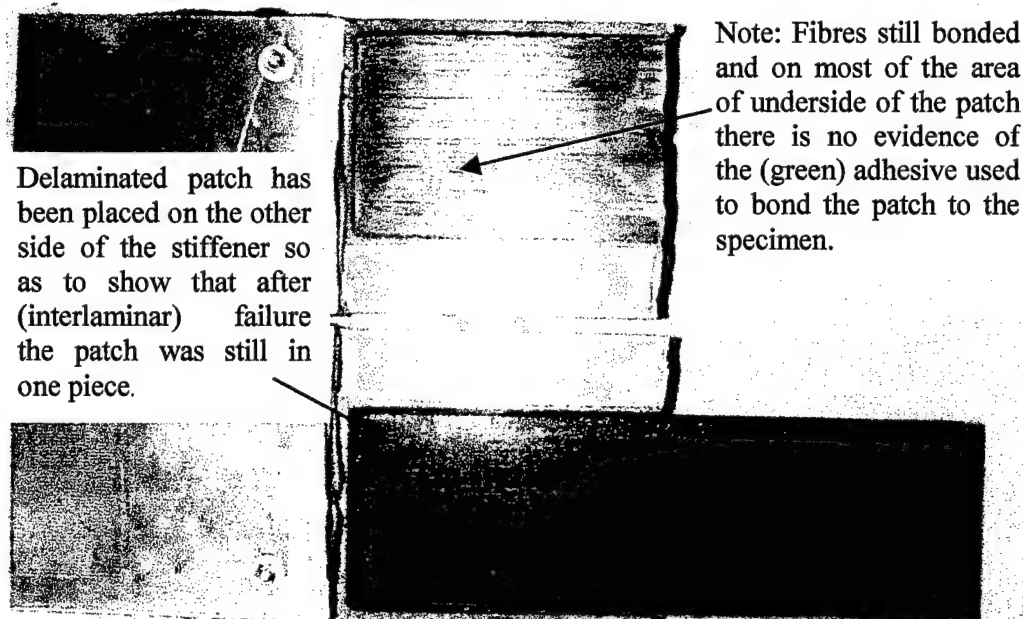 Note: Fibres still bonded
and on most of the area
of underside of the patch
there is no evidence of
the (green) adhesive used
to bond the patch to the
specimen.
3
Delaminated patch has
been placed on the other
side of the stiffener so
as to show that after
(interlaminar) failure
the patch was still in
one piece.